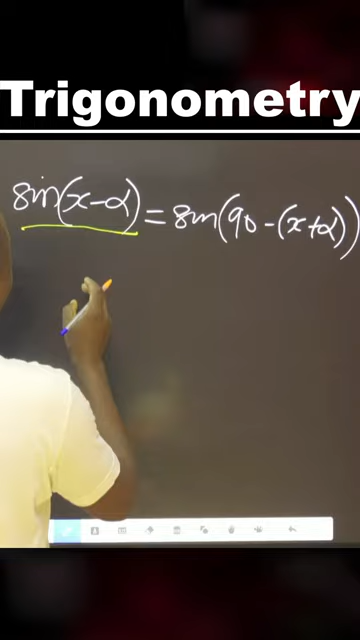 Trigonometry
sin(x-α) = sin(90 - (x+α))